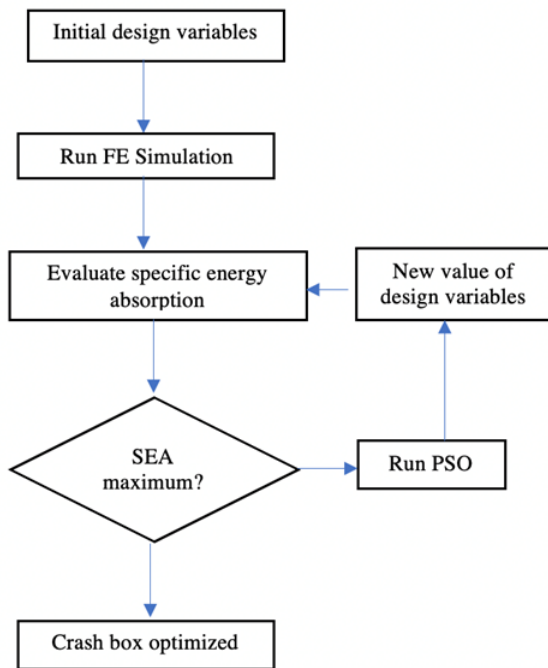 Initial design variables
Run FE Simulation
Evaluate specific energy
absorption
New value of
design variables
SEA
maximum?
Run PSO
Crash box optimized